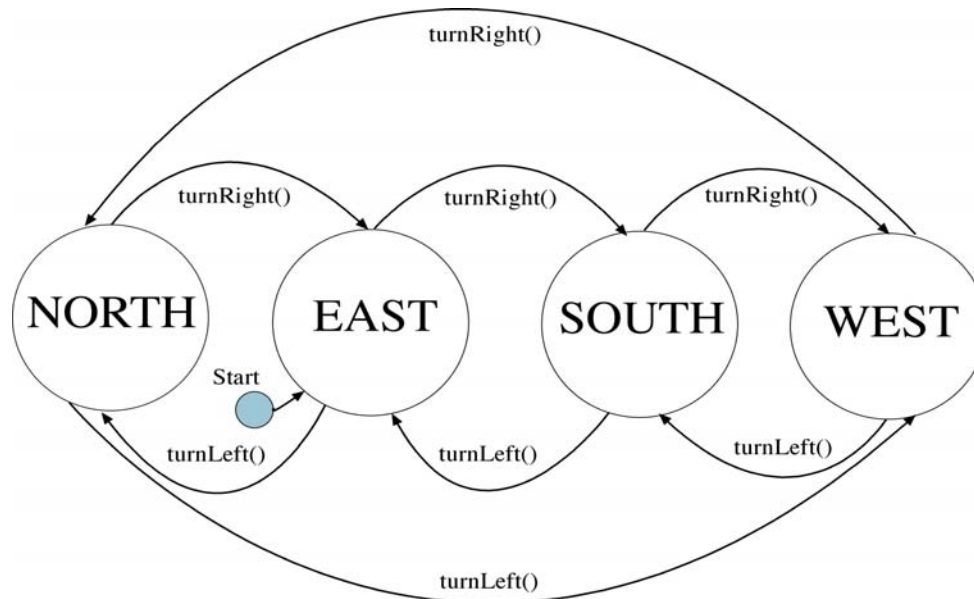 turnRight()
turnRight()
turnRight()
turnRight()
NORTH
EAST
SOUTH
WEST
Start
turnLeft()
turnLeft()
turnLeft()
turnLeft()